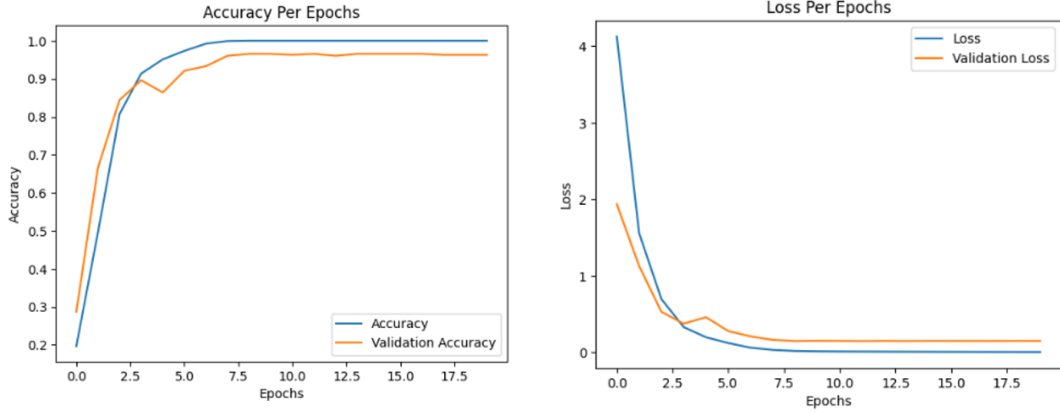 Accuracy Per Epochs
Accuracy
1.0
0.9
0.8
0.7
0.6
0.5
0.4
0.3
0.2
Accuracy
Validation Accuracy
0.0 2.5 5.0 7.5 10.0 12.5 15.0 17.5
Epochs
Loss Per Epochs
Loss
4
3
2
1
0
Loss
Validation Loss
0.0 2.5 5.0 7.5 10.0 12.5 15.0 17.5
Epochs